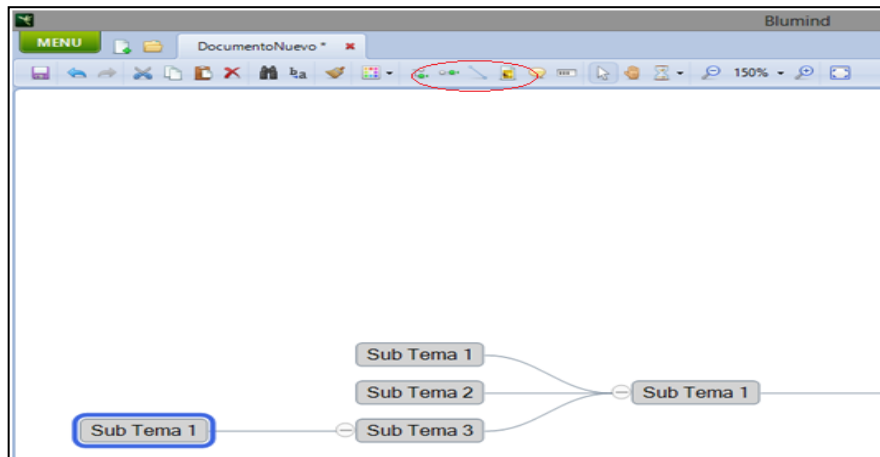 Blumind
MENU DocumentoNuevo *
ba 150%
Sub Tema 1
Sub Tema 2 Sub Tema 1
Sub Tema 1 Sub Tema 3